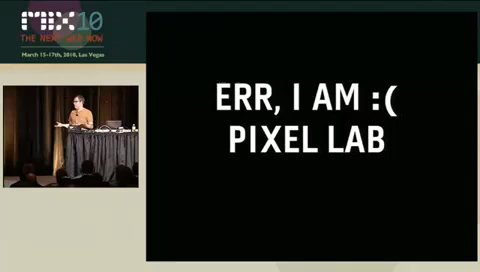 MIX10
THE NEXT WEB NOW
March 15-17th, 2010, Las Vegas
ERR, I AM :(
PIXEL LAB